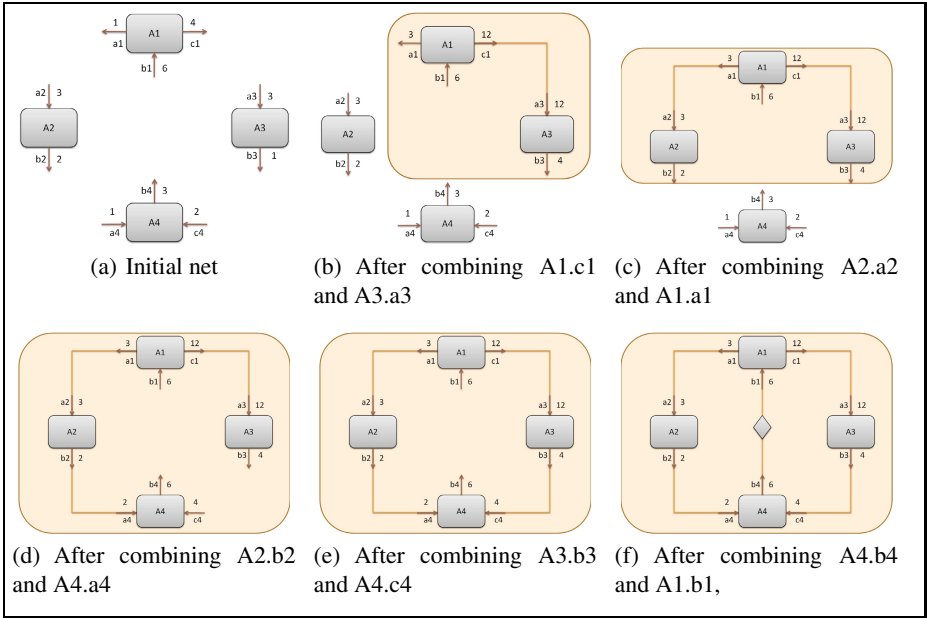 1 A1 4
a1 c1
b1 6
a2 3
A2
b2 2
a3 3
A3
b3 1
b4 3
1 A4 2
a4 c4
(a) Initial net
3 A1 12
a1 c1
b1 6
a2 3
A2
b2 2
a3 12
A3
b3 4
b4 3
1 A4 2
a4 c4
(b) After combining A1.c1
and A3.a3
3 A1 12
a1 c1
b1 6
a2 3
A2
b2 2
a3 12
A3
b3 4
b4 3
1 A4 2
a4 c4
(c) After combining A2.a2
and A1.a1
3 A1 12
a1 c1
b1 6
a2 3
A2
b2 2
a3 12
A3
b3 4
b4 6
2 A4 4
a4 c4
(d) After combining A2.b2
and A4.a4
3 A1 12
a1 c1
b1 6
a2 3
A2
b2 2
a3 12
A3
b3 4
b4 6
2 A4 4
a4 c4
(e) After combining A3.b3
and A4.c4
3 A1 12
a1 c1
b1 6
a2 3
A2
b2 2
a3 12
A3
b3 4
b4 6
2 A4 4
a4 c4
(f) After combining A4.b4
and A1.b1,